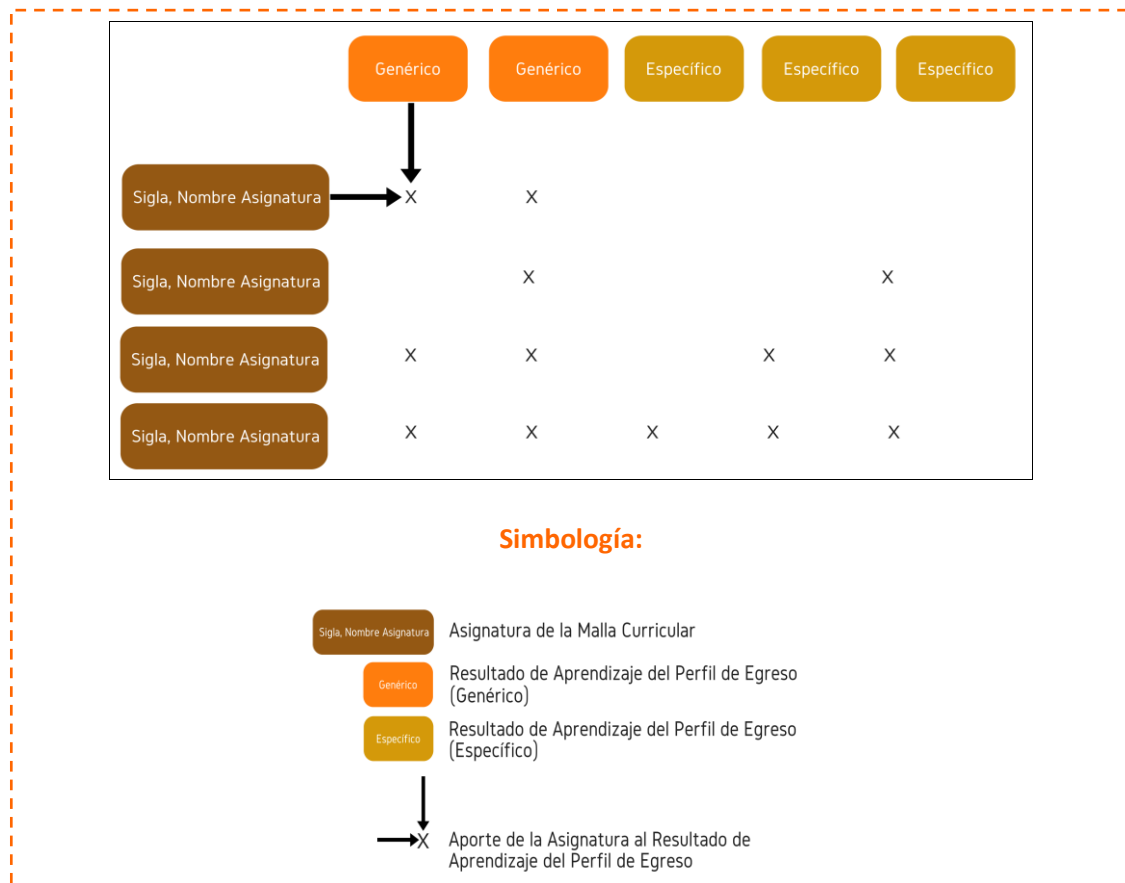 Genérico Genérico Específico Específico Específico
Sigla, Nombre Asignatura X X
Sigla, Nombre Asignatura X X
Sigla, Nombre Asignatura X X X X
Sigla, Nombre Asignatura X X X X X
Simbología:
Sigla, Nombre Asignatura Asignatura de la Malla Curricular
Genérico Resultado de Aprendizaje del Perfil de Egreso
(Genérico)
Específico Resultado de Aprendizaje del Perfil de Egreso
(Específico)
X Aporte de la Asignatura al Resultado de
Aprendizaje del Perfil de Egreso